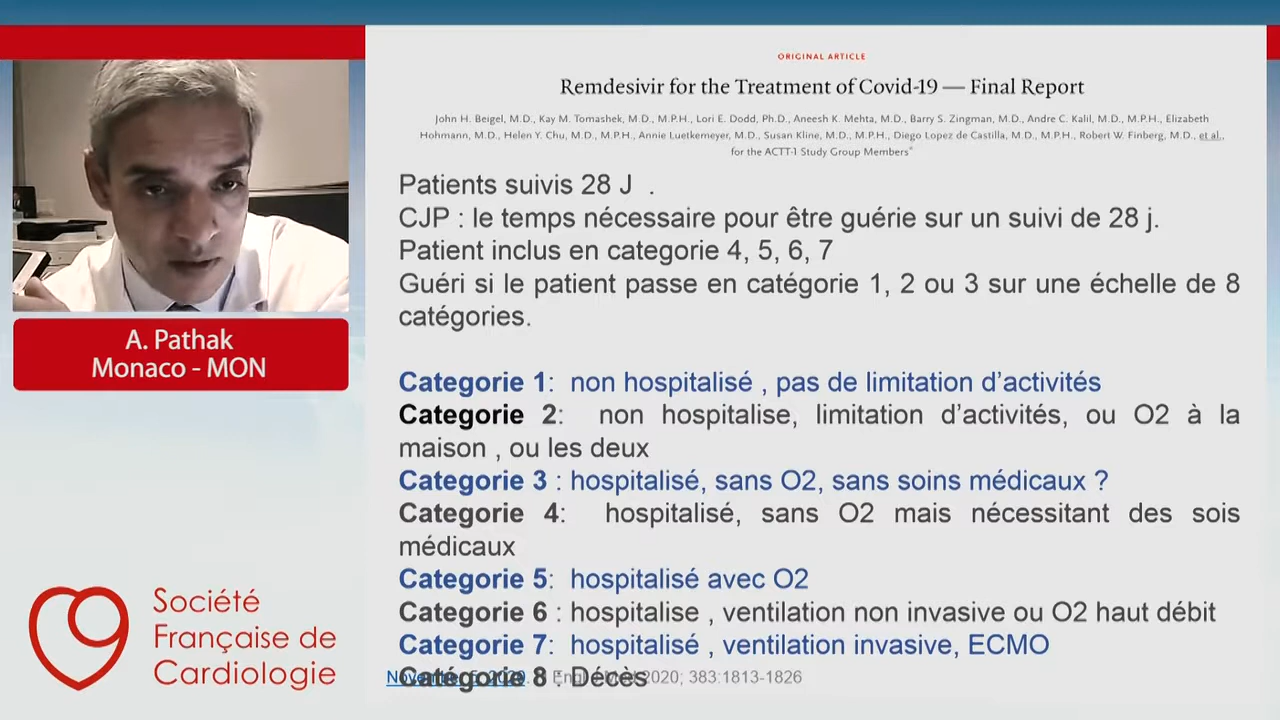 ORIGINAL ARTICLE
Remdesivir for the Treatment of Covid-19 — Final Report
John H. Beigel, M.D., Kay M. Tomashek, M.D., M.P.H., Lori E. Dodd, Ph.D., Aneesh K. Mehta, M.D., Barry S. Zingman, M.D., Andre C. Kalil, M.D., M.P.H., Elizabeth
Hohmann, M.D., Helen Y. Chu, M.D., M.P.H., Annie Luetkemeyer, M.D., Susan Kline, M.D., M.P.H., Diego Lopez de Castilla, M.D., M.P.H., Robert W. Finberg, M.D., et al.,
for the ACTT-1 Study Group Members*
Patients suivis 28 J .
CJP : le temps nécessaire pour être guérie sur un suivi de 28 j.
Patient inclus en categorie 4, 5, 6, 7
Guéri si le patient passe en catégorie 1, 2 ou 3 sur une échelle de 8
catégories.
Categorie 1: non hospitalisé , pas de limitation d’activités
Categorie 2: non hospitalise, limitation d’activités, ou O2 à la
maison , ou les deux
Categorie 3 : hospitalisé, sans O2, sans soins médicaux ?
Categorie 4: hospitalisé, sans O2 mais nécessitant des sois
médicaux
Categorie 5: hospitalisé avec O2
Categorie 6 : hospitalise , ventilation non invasive ou O2 haut débit
Categorie 7: hospitalisé , ventilation invasive, ECMO
Catégorie 8 : Décès
2020; 383:1813-1826
A. Pathak
Monaco - MON
Société
Française de
Cardiologie